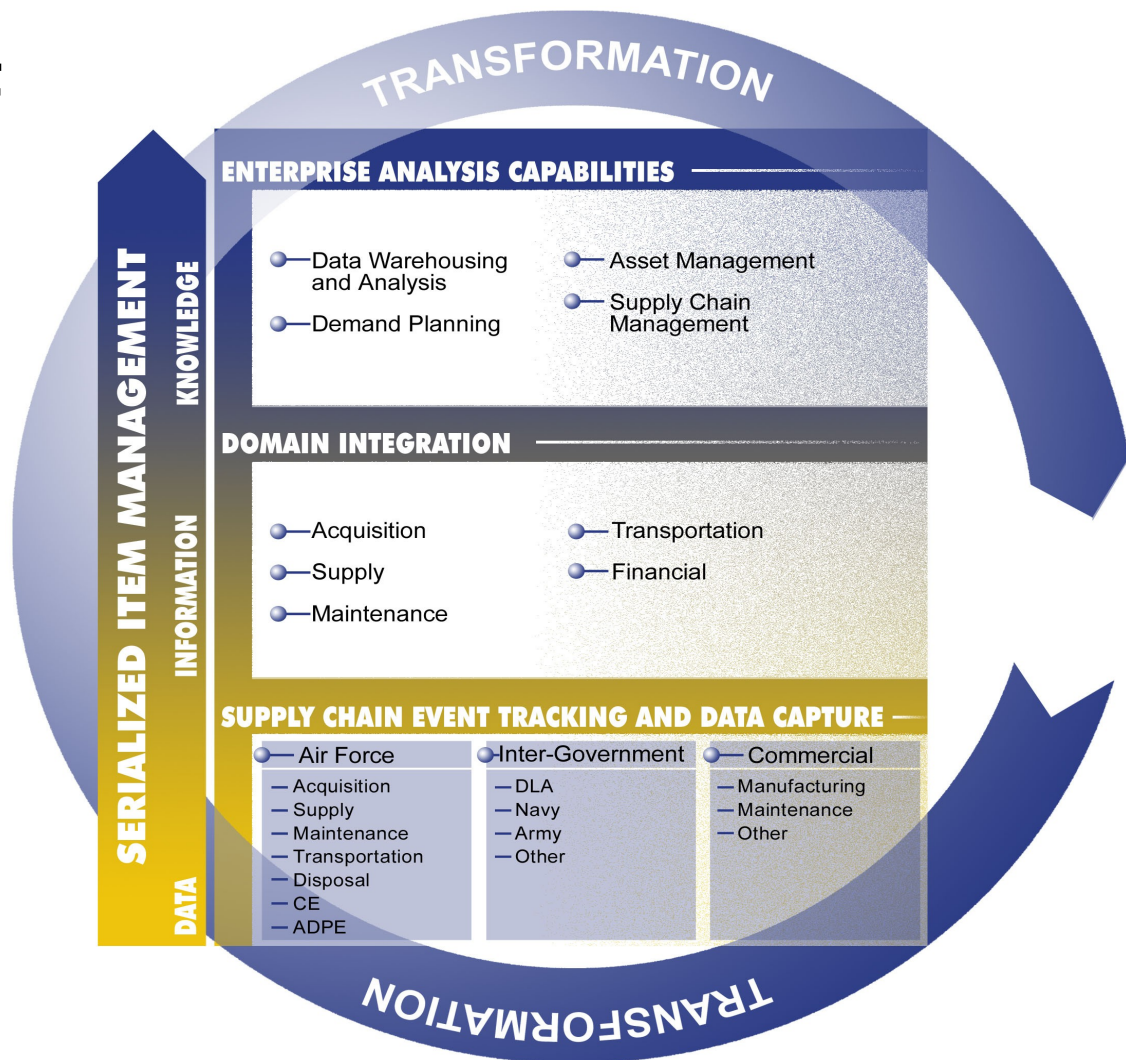 TRANSFORMATION
SERIALIZED ITEM MANAGEMENT
KNOWLEDGE
INFORMATION
DATA
ENTERPRISE ANALYSIS CAPABILITIES
Data Warehousing
and Analysis
Demand Planning
Asset Management
Supply Chain
Management
DOMAIN INTEGRATION
Acquisition
Supply
Maintenance
Transportation
Financial
SUPPLY CHAIN EVENT TRACKING AND DATA CAPTURE
Air Force
– Acquisition
– Supply
– Maintenance
– Transportation
– Disposal
– CE
– ADPE
Inter-Government
– DLA
– Navy
– Army
– Other
Commercial
– Manufacturing
– Maintenance
– Other
TRANSFORMATION